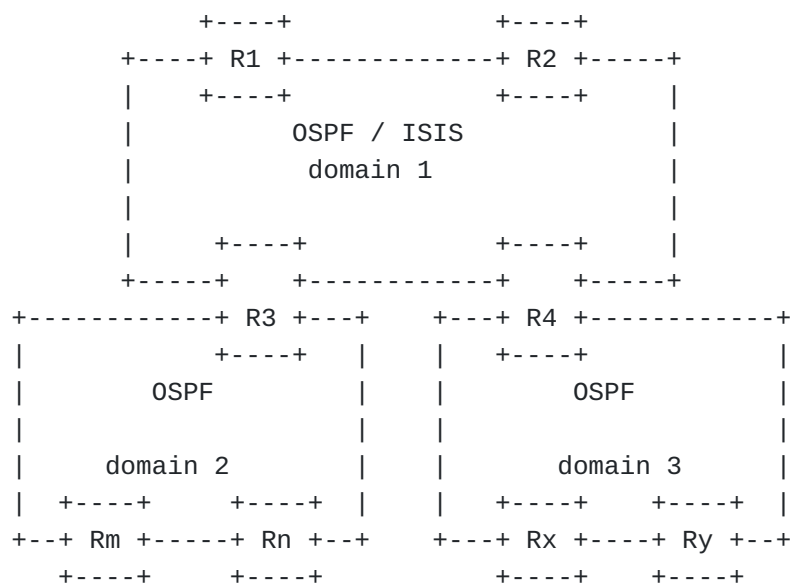 R1 R2
OSPF / ISIS
domain 1
R3 R4
OSPF OSPF
domain 2 domain 3
Rm Rn Rx Ry